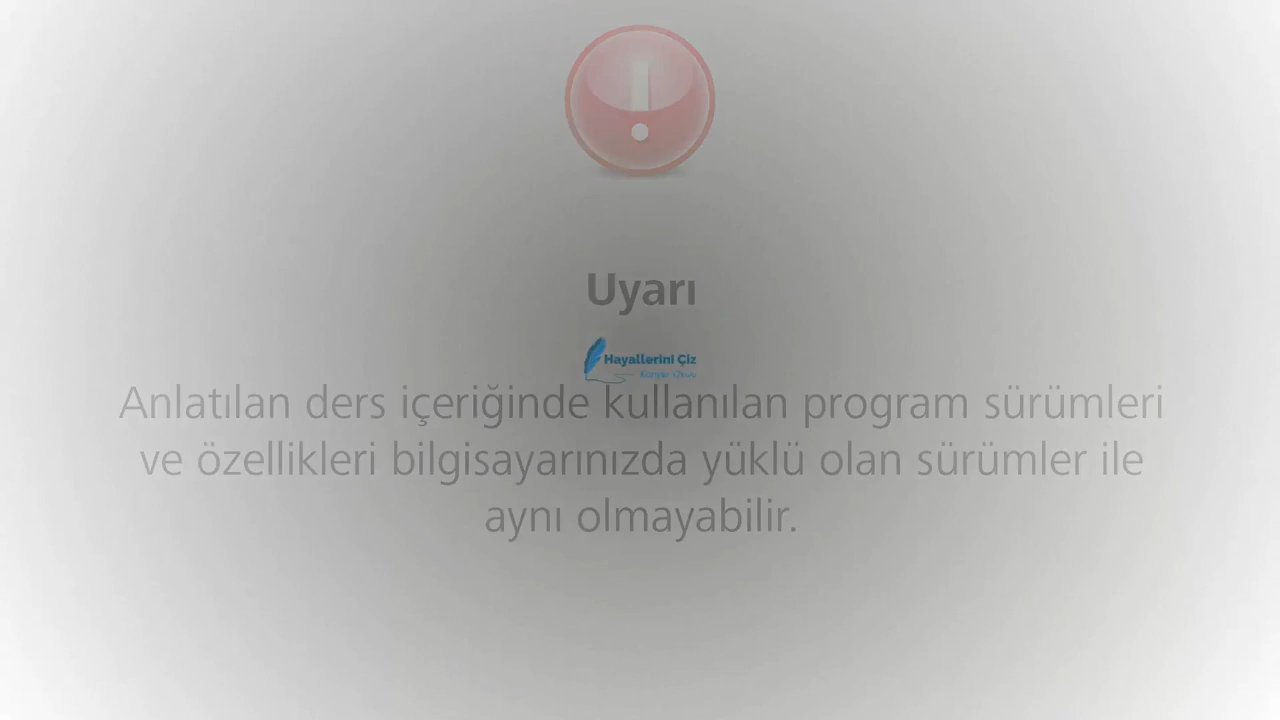 Uyarı
Hayallerini Çiz
Anlatılan ders içeriğinde kullanılan program sürümleri
ve özellikleri bilgisayarınızda yüklü olan sürümler ile
aynı olmayabilir.